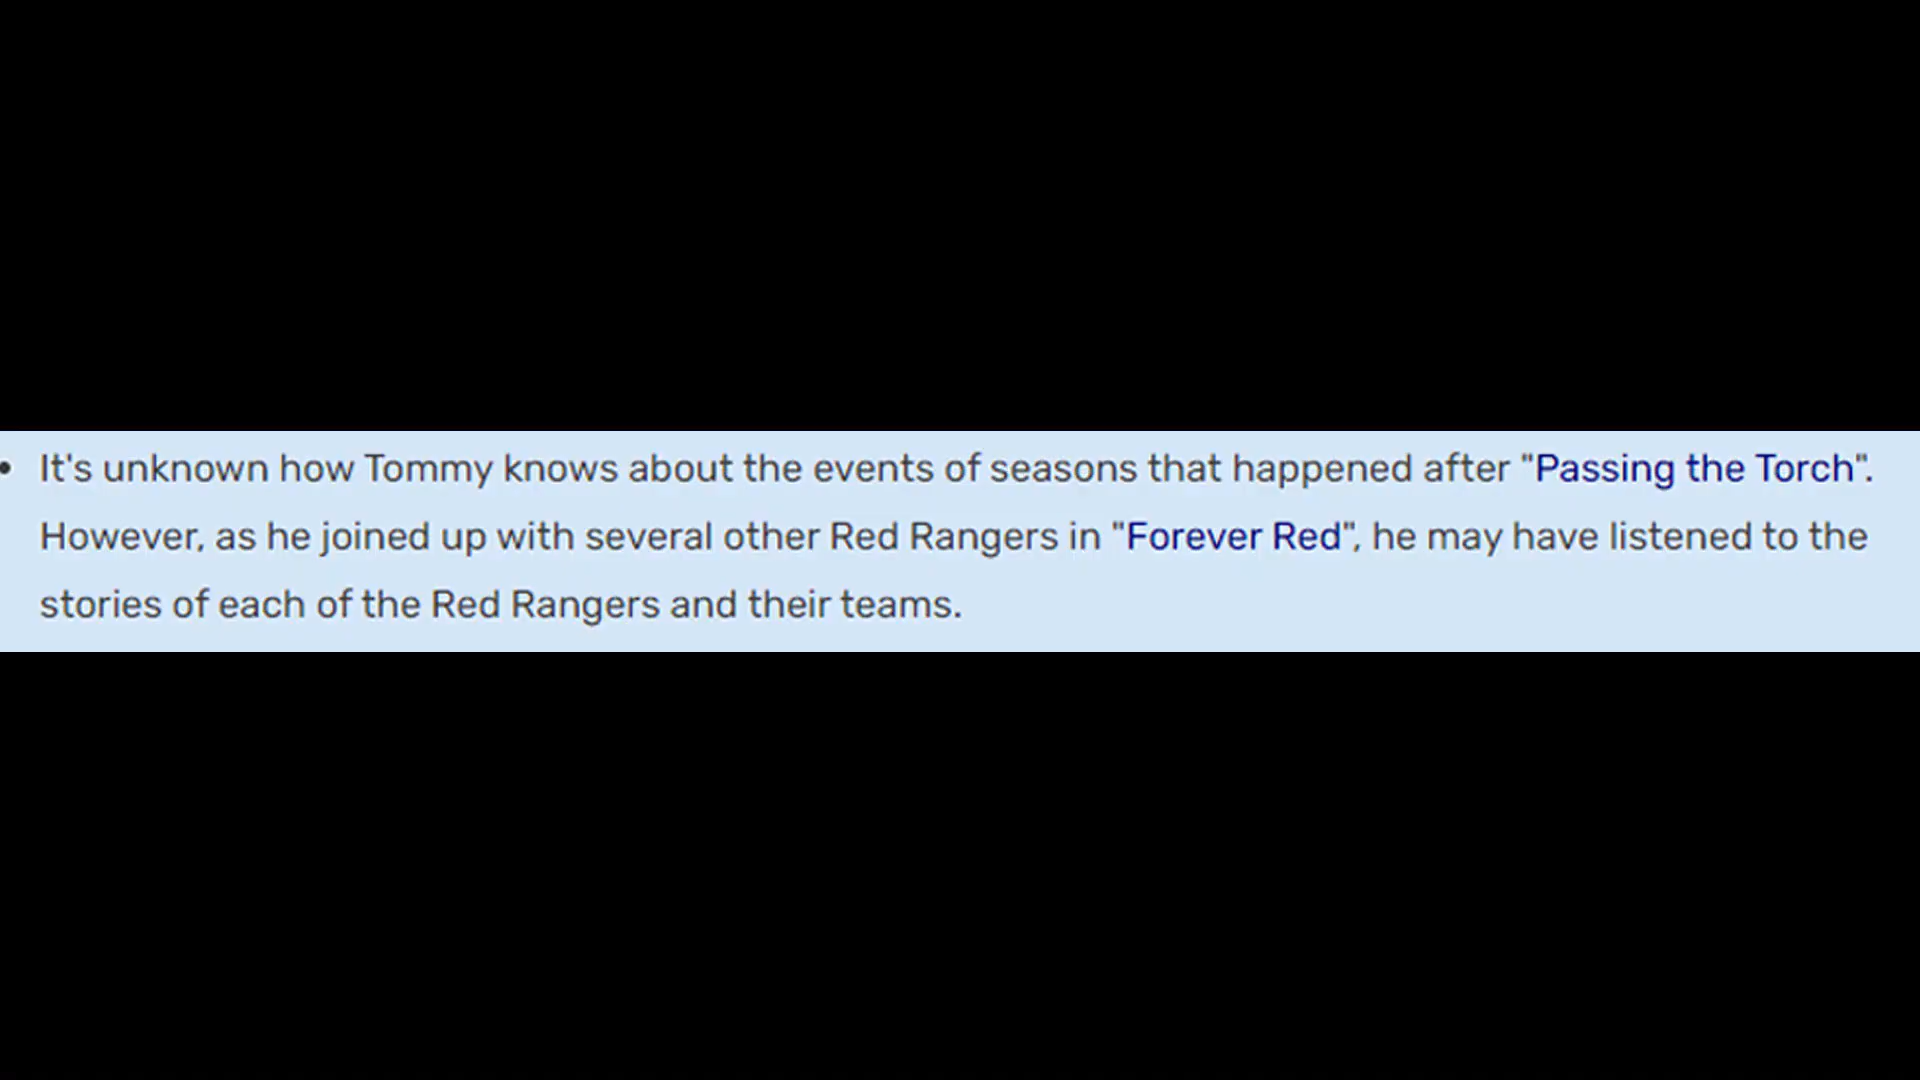 • It's unknown how Tommy knows about the events of seasons that happened after "Passing the Torch".
However, as he joined up with several other Red Rangers in "Forever Red", he may have listened to the
stories of each of the Red Rangers and their teams.